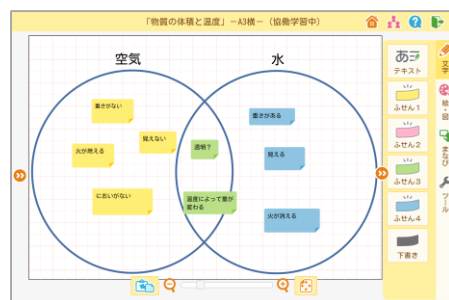 「物質の体積と温度」－A3横－（協働学習中）
空気
水
重さがない
見えない
火が燃える
においがない
透明？
温度によって量が
変わる
重さがある
見える
火が消える
あ
テキスト
ふせん1
ふせん2
ふせん3
ふせん4
下書き
文字
絵・図
まなび
ツール